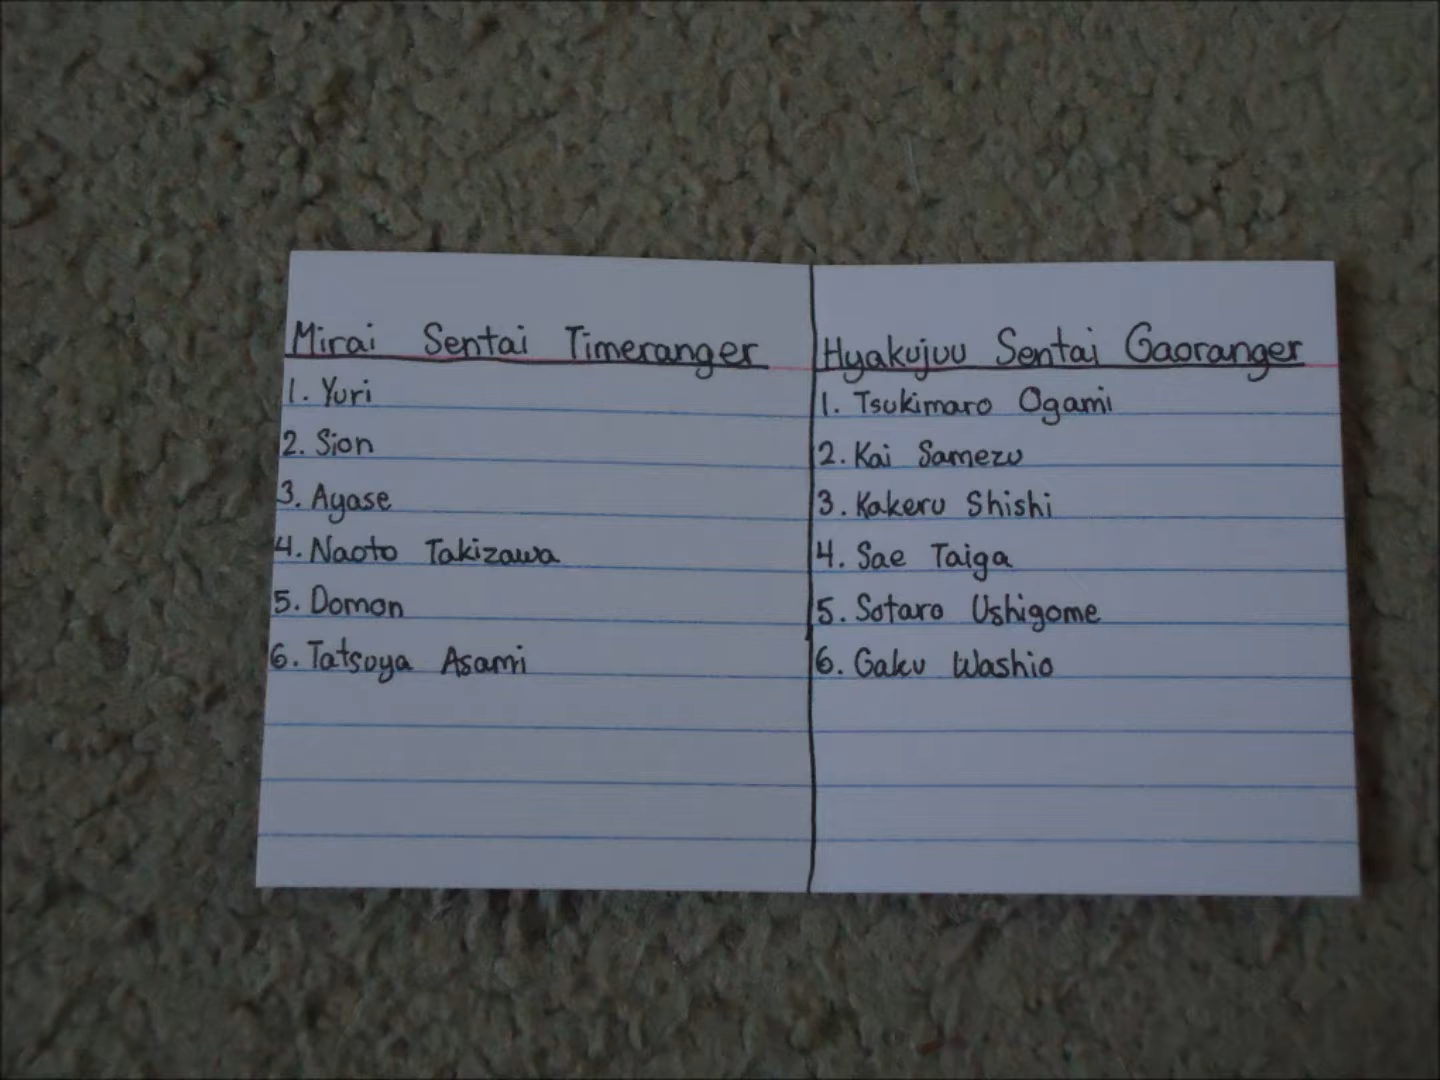 Mirai Sentai Timeranger
1. Yuri
2. Sion
3. Ayase
4. Naoto Takizawa
5. Domon
6. Tatsuya Asami
Hyakujuu Sentai Gaoranger
1. Tsukimaro Ogami
2. Kai Samezu
3. Kakeru Shishi
4. Sae Taiga
5. Sotaro Ushigome
6. Gaku Washio